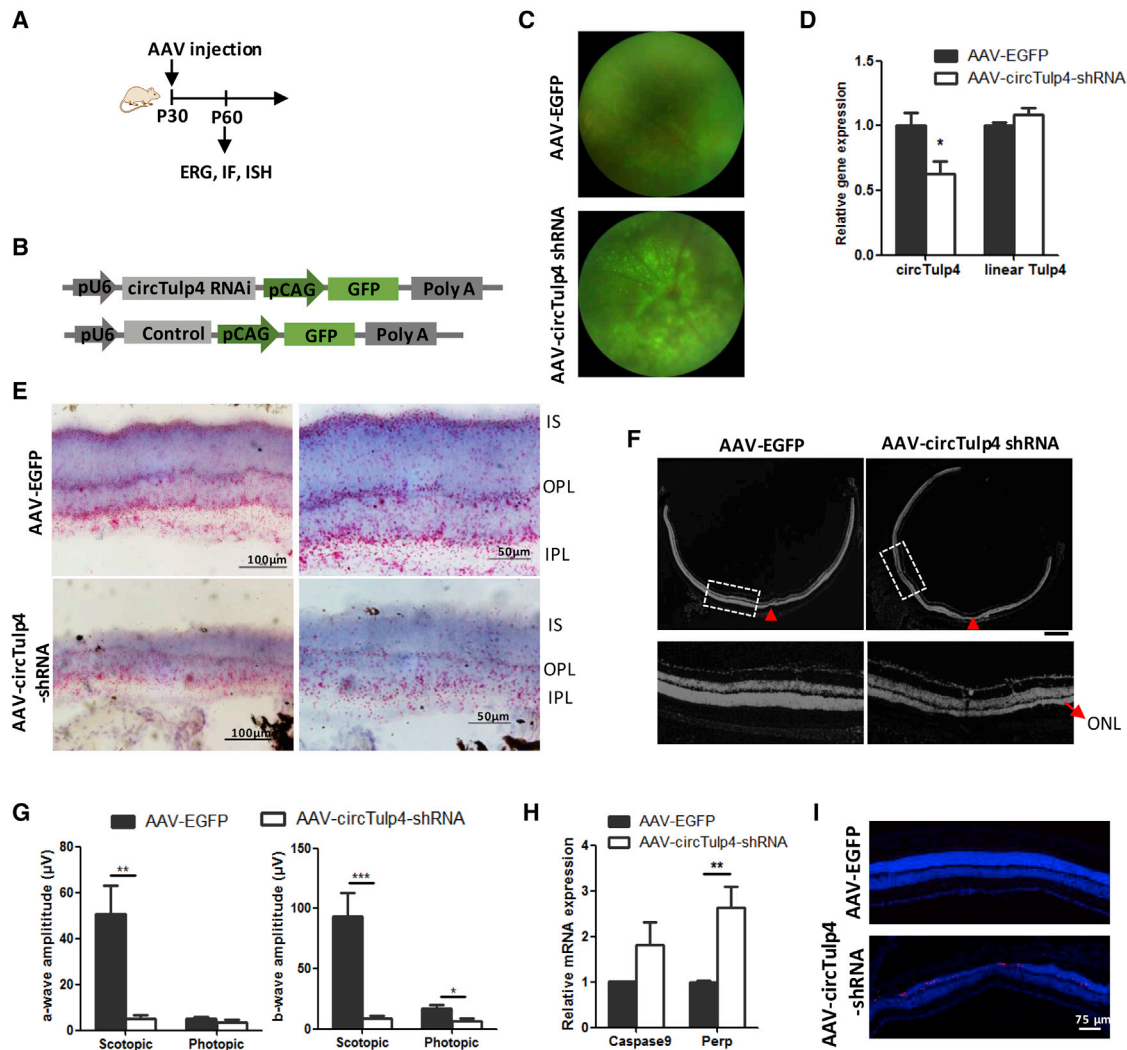 A
AAV injection
P30
P60
ERG, IF, ISH
B
pU6
circTulp4 RNAi
pCAG
GFP
Poly A
pU6
Control
pCAG
GFP
Poly A
C
AAV-EGFP
AAV-circTulp4 shRNA
D
AAV-EGFP
AAV-circTulp4-shRNA
Relative gene expression
1.5
1.0
0.5
0.0
*
circTulp4
linear Tulp4
E
AAV-EGFP
100μm
50μm
IS
OPL
IPL
AAV-circTulp4
-shRNA
100μm
50μm
IS
OPL
IPL
F
AAV-EGFP
AAV-circTulp4 shRNA
ONL
G
AAV-EGFP
AAV-circTulp4-shRNA
a-wave amplititude (μV)
80
60
40
20
0
**
Scotopic
Photopic
b-wave amplititude (μV)
150
100
50
0
***
*
Scotopic
Photopic
H
AAV-EGFP
AAV-circTulp4-shRNA
Relative mRNA expression
4
3
2
1
0
**
Caspase9
Perp
I
AAV-EGFP
AAV-circTulp4
-shRNA
75 μm